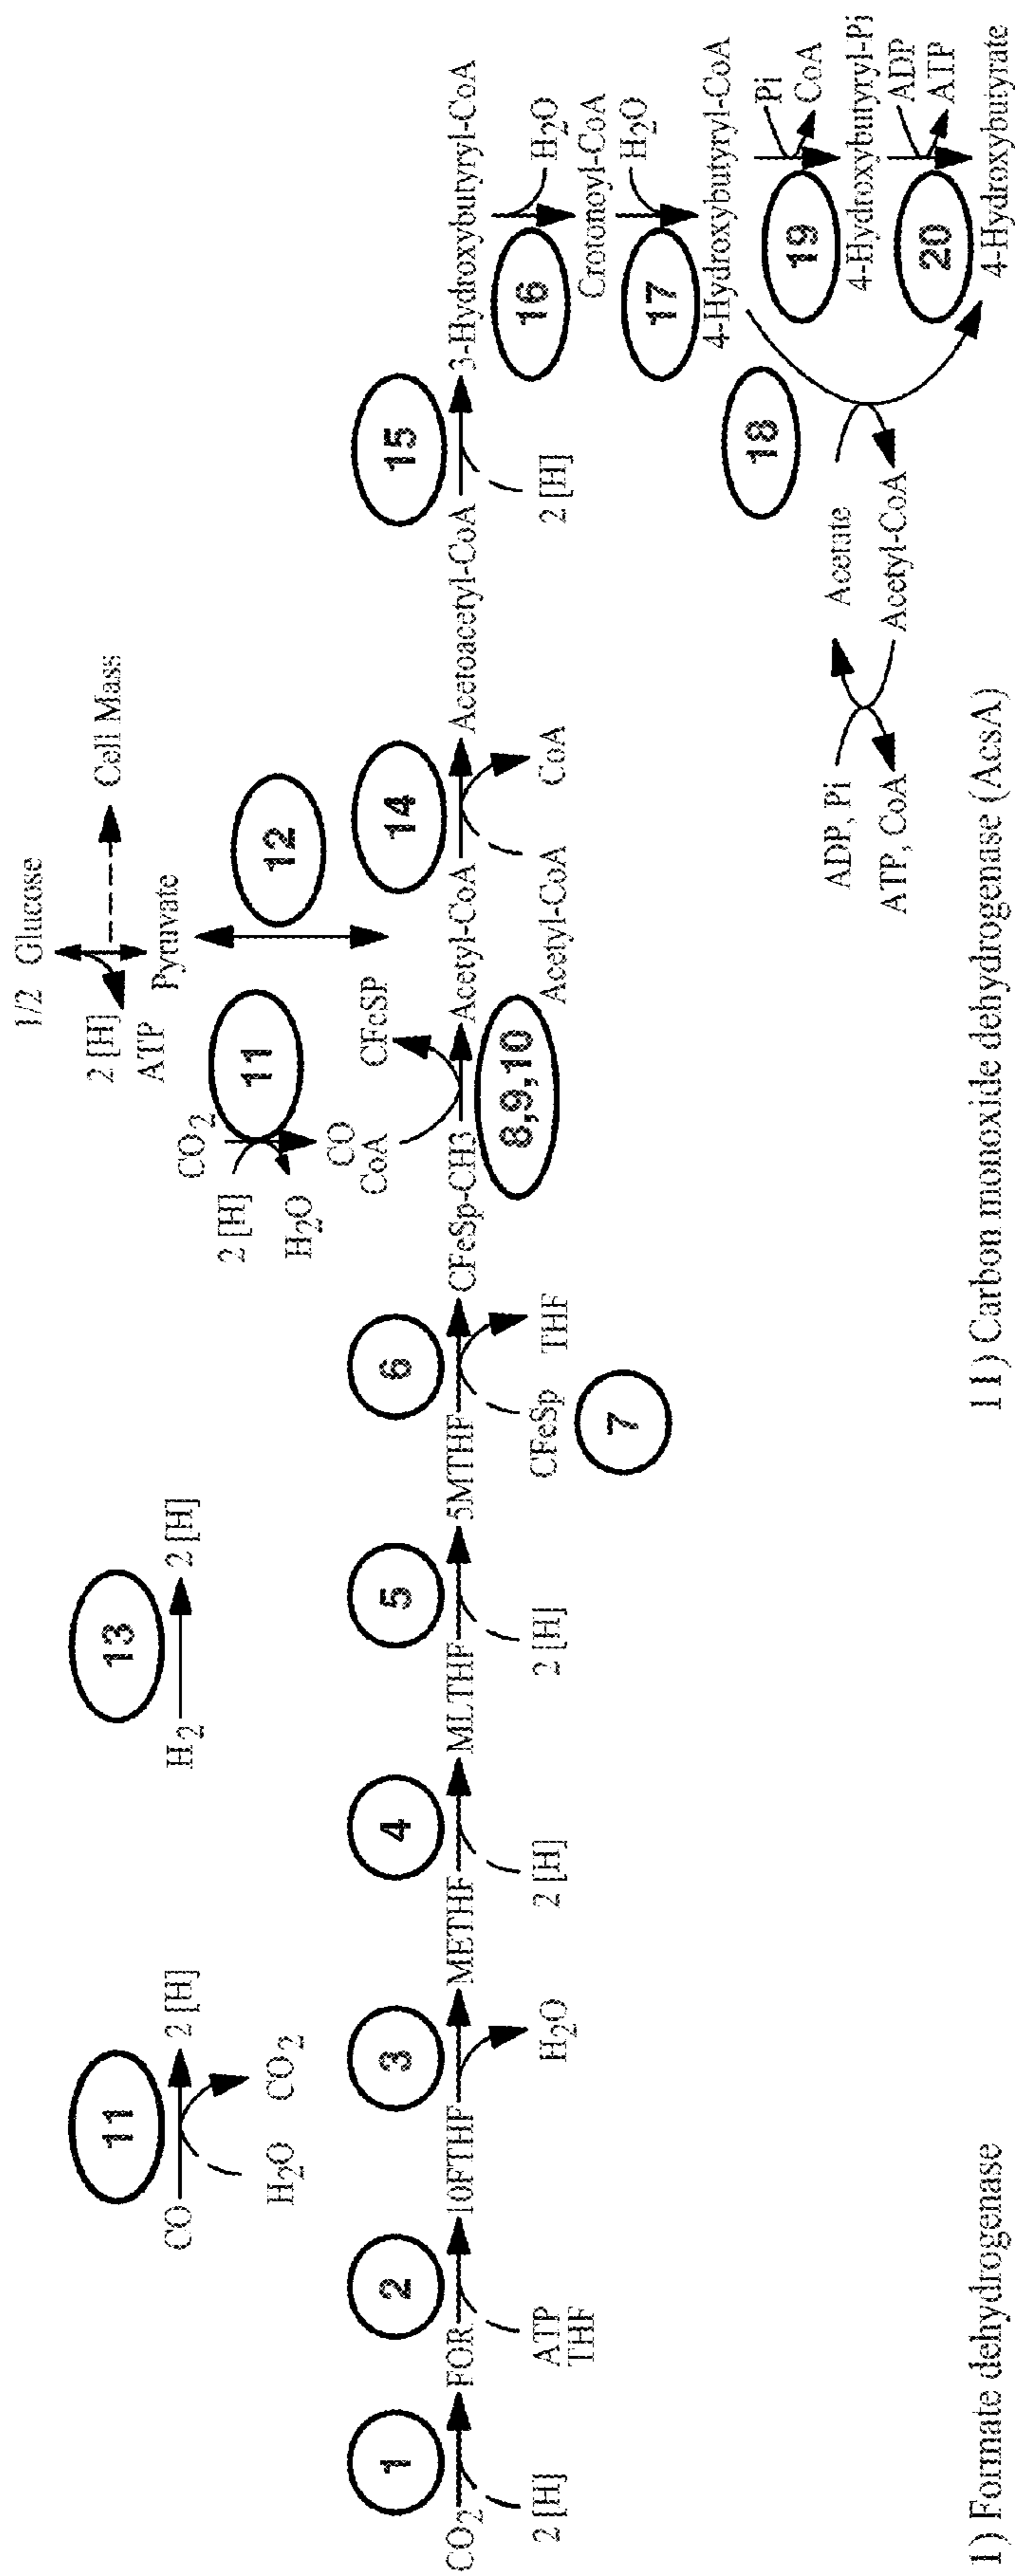 1/2 Glucose
2 [H]
ATP
Cell Mass
Pyruvate
12
11
CO
2 [H]
H2O
CO2
13
H2
2 [H]
CO2
11
2 [H]
H2O
CO
CoA
CFeSP
1
2
3
4
5
6
8,9,10
14
15
CO2
FOR
10FTHF
METHF
MLTHF
5MTHF
CFeSp-CH3
Acetyl-CoA
Acetoacetyl-CoA
3-Hydroxybutyryl-CoA
2 [H]
ATP
THF
H2O
2 [H]
2 [H]
CFeSp
THF
7
Acetyl-CoA
CoA
2 [H]
16
H2O
Crotonoyl-CoA
17
H2O
4-Hydroxybutyryl-CoA
18
19
Pi
CoA
4-Hydroxybutyryl-Pi
20
ADP
ATP
4-Hydroxybutyrate
ADP, Pi
Acetate
ATP, CoA
Acetyl-CoA
1) Formate dehydrogenase
11) Carbon monoxide dehydrogenase (AcsA)